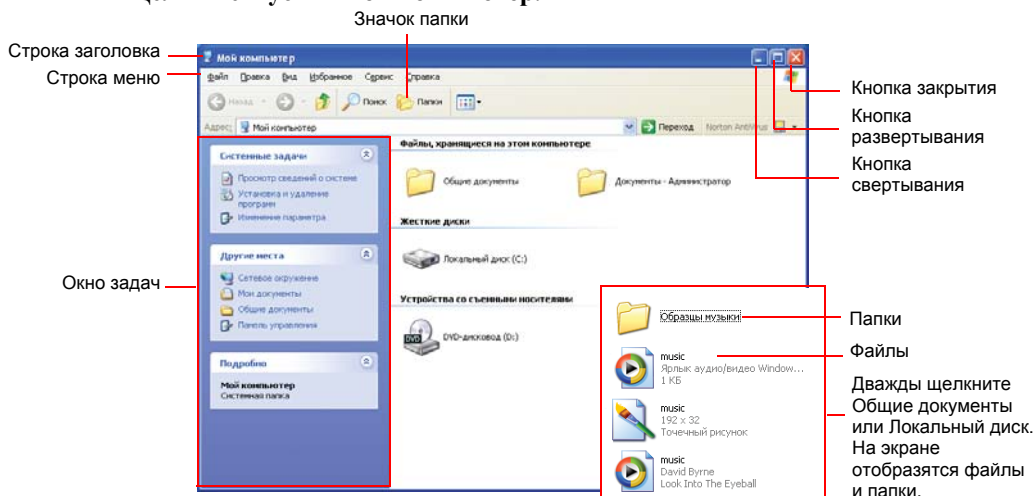 Значок папки
Строка заголовка
Мой компьютер
Строка меню
Файл Правка Вид Избранное Сервис Справка
Назад
Поиск
Папки
Адрес:
Мой компьютер
Переход
Norton AntiVirus
Кнопка закрытия
Кнопка
развертывания
Кнопка
свертывания
Окно задач
Системные задачи
Просмотр сведений о системе
Установка и удаление
программ
Изменение параметра
Другие места
Сетевое окружение
Мои документы
Общие документы
Панель управления
Подробно
Мой компьютер
Системная папка
Файлы, хранящиеся на этом компьютере
Общие документы
Документы - Администратор
Жесткие диски
Локальный диск (C:)
Устройства со съемными носителями
DVD
DVD-дисковод (D:)
Образцы музыки
music
Ярлык аудио/видео Window...
1 КБ
music
192 x 32
Точечный рисунок
music
David Byrne
Look Into The Eyeball
Папки
Файлы
Дважды щелкните
Общие документы
или Локальный диск.
На экране
отобразятся файлы
и папки.